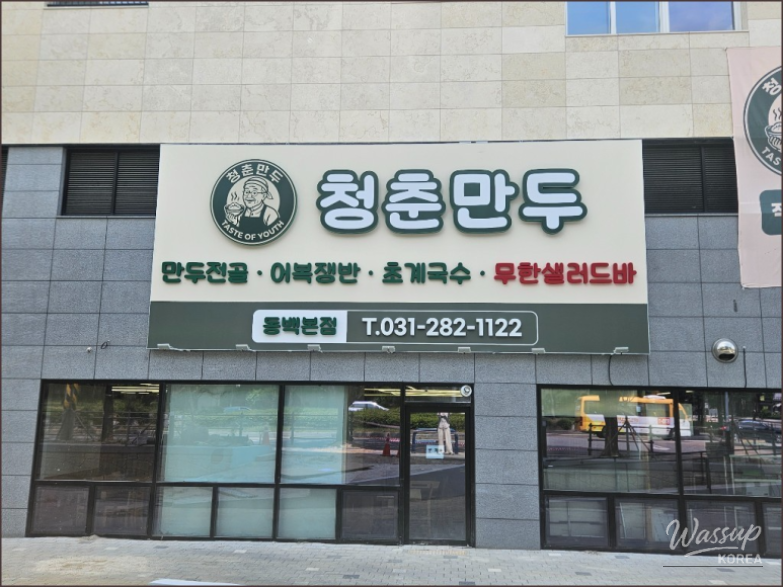 청춘만두
TASTE OF YOUTH
청춘만두
만두전골 · 어복쟁반 · 초계국수 · 무한샐러드바
동백본점
T.031-282-1122
Wassup
KOREA